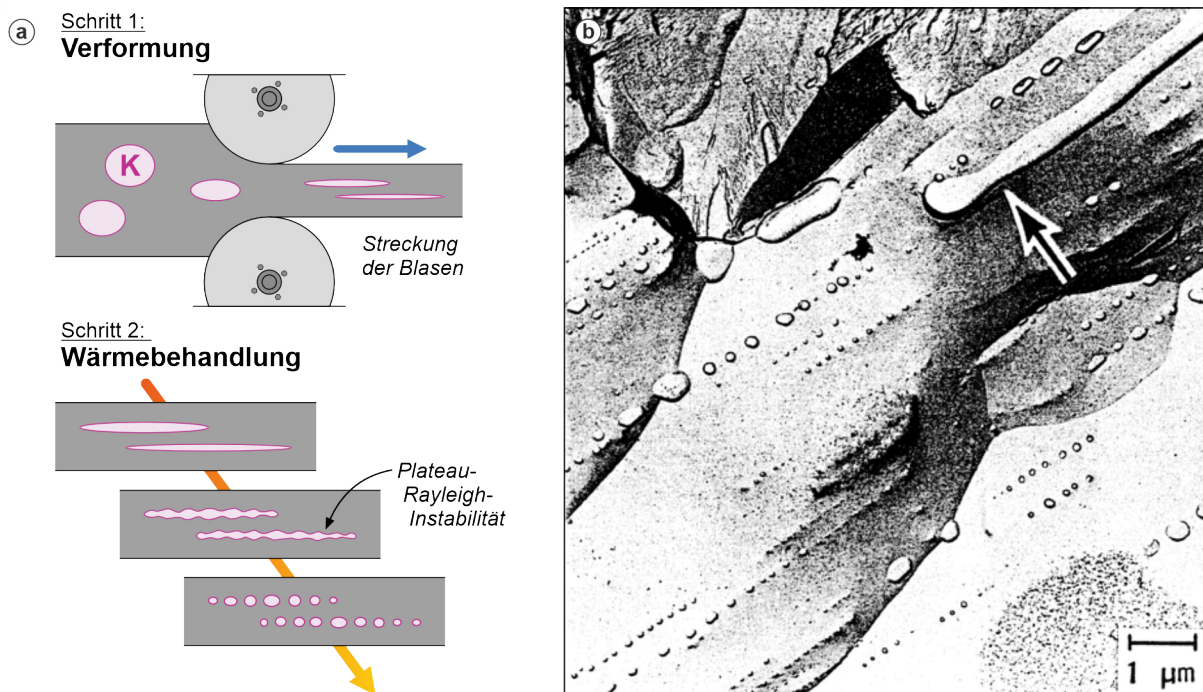 a
Schritt 1:
Verformung
K
Streckung
der Blasen
Schritt 2:
Wärmebehandlung
Plateau-
Rayleigh-
Instabilität
b
1 µm